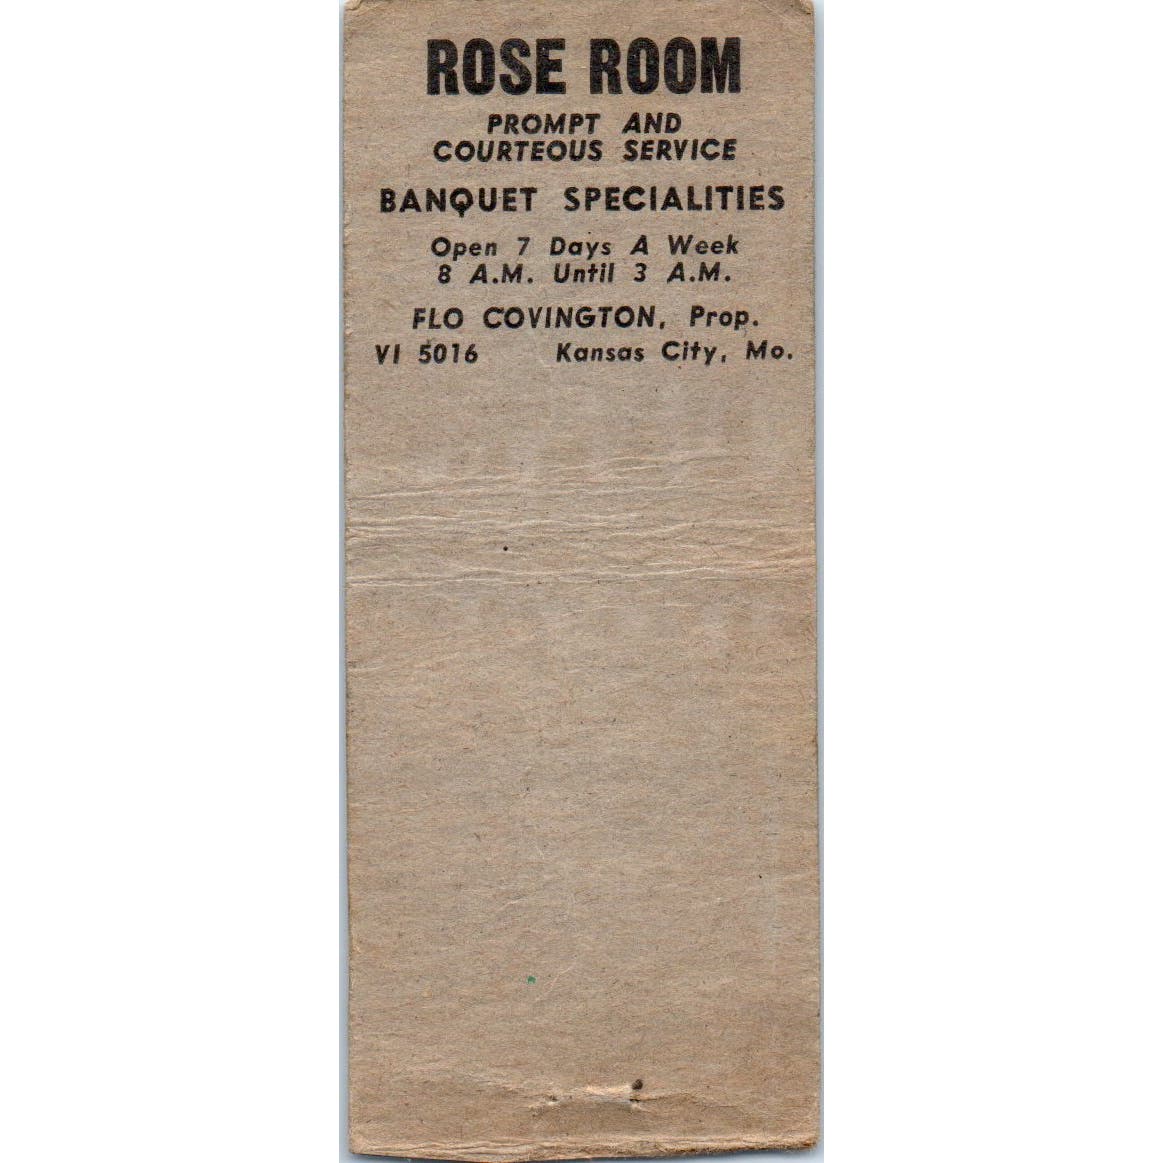 ROSE ROOM
PROMPT AND
COURTEOUS SERVICE
BANQUET SPECIALITIES
Open 7 Days A Week
8 A.M. Until 3 A.M.
FLO COVINGTON, Prop.
VI 5016 Kansas City, Mo.